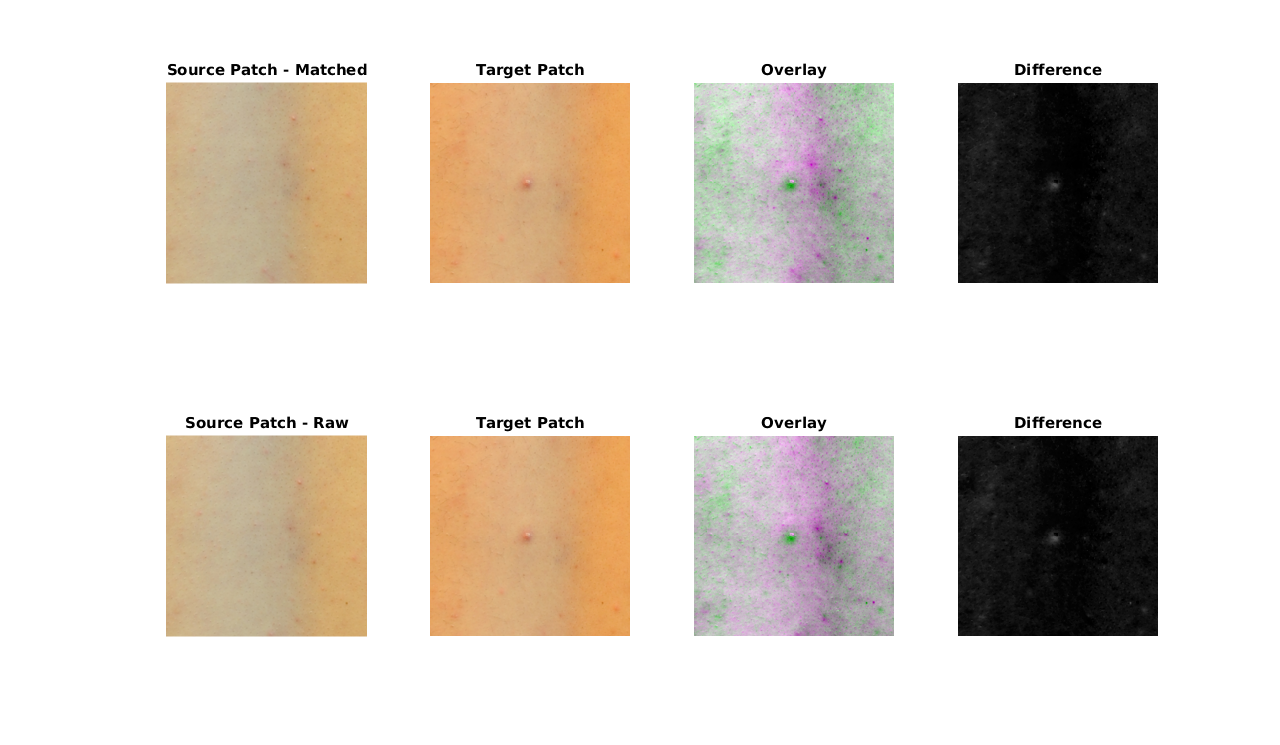 Source Patch - Matched
Target Patch
Overlay
Difference
Source Patch - Raw
Target Patch
Overlay
Difference